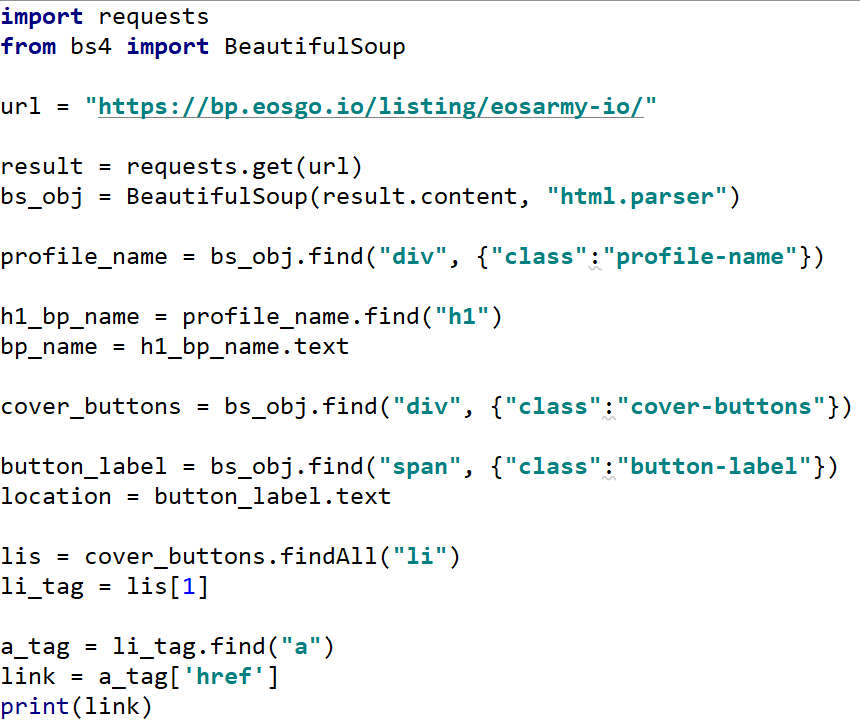 import requests
from bs4 import BeautifulSoup
url = "https://bp.eosgo.io/listing/eosarmy-io/"
result = requests.get(url)
bs_obj = BeautifulSoup(result.content, "html.parser")
profile_name = bs_obj.find("div", {"class":"profile-name"})
h1_bp_name = profile_name.find("h1")
bp_name = h1_bp_name.text
cover_buttons = bs_obj.find("div", {"class":"cover-buttons"})
button_label = bs_obj.find("span", {"class":"button-label"})
location = button_label.text
lis = cover_buttons.findAll("li")
li_tag = lis[1]
a_tag = li_tag.find("a")
link = a_tag['href']
print(link)